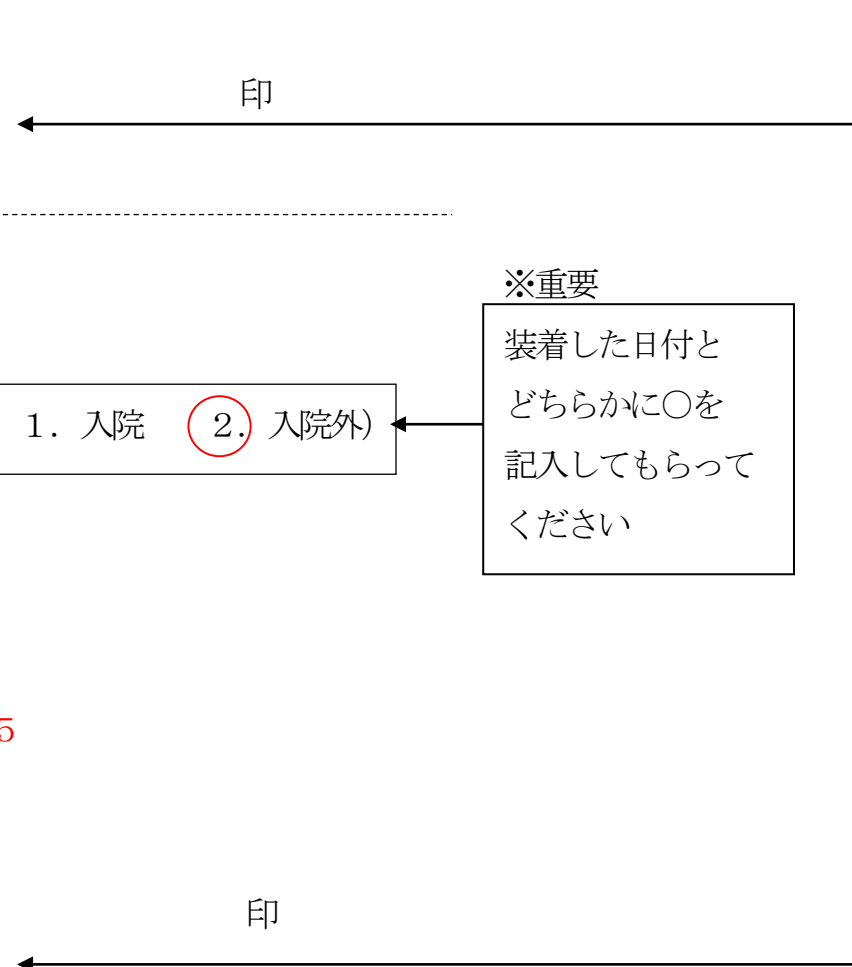 印
※重要
装着した日付と
どちらかに○を
記入してもらって
ください
1．入院　2．入院外）
5
印